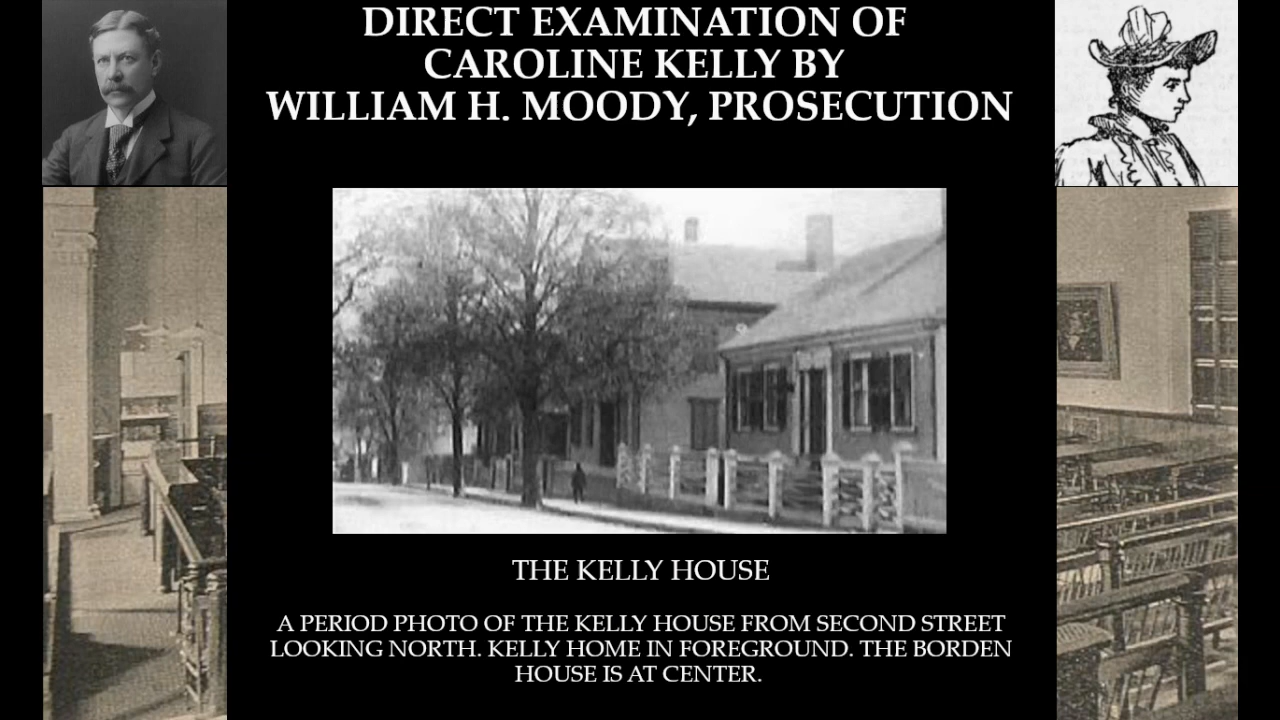 DIRECT EXAMINATION OF
CAROLINE KELLY BY
WILLIAM H. MOODY, PROSECUTION
THE KELLY HOUSE
A PERIOD PHOTO OF THE KELLY HOUSE FROM SECOND STREET
LOOKING NORTH. KELLY HOME IN FOREGROUND. THE BORDEN
HOUSE IS AT CENTER.